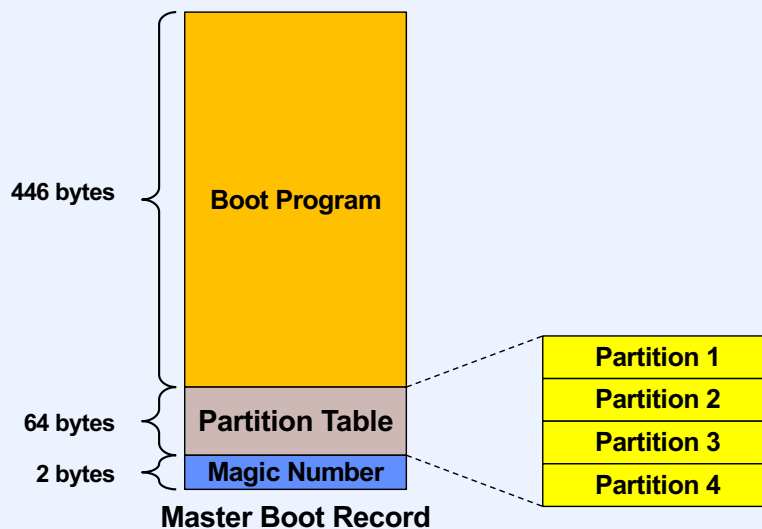 446 bytes
Boot Program
64 bytes
Partition Table
2 bytes
Magic Number
Master Boot Record
Partition 1
Partition 2
Partition 3
Partition 4